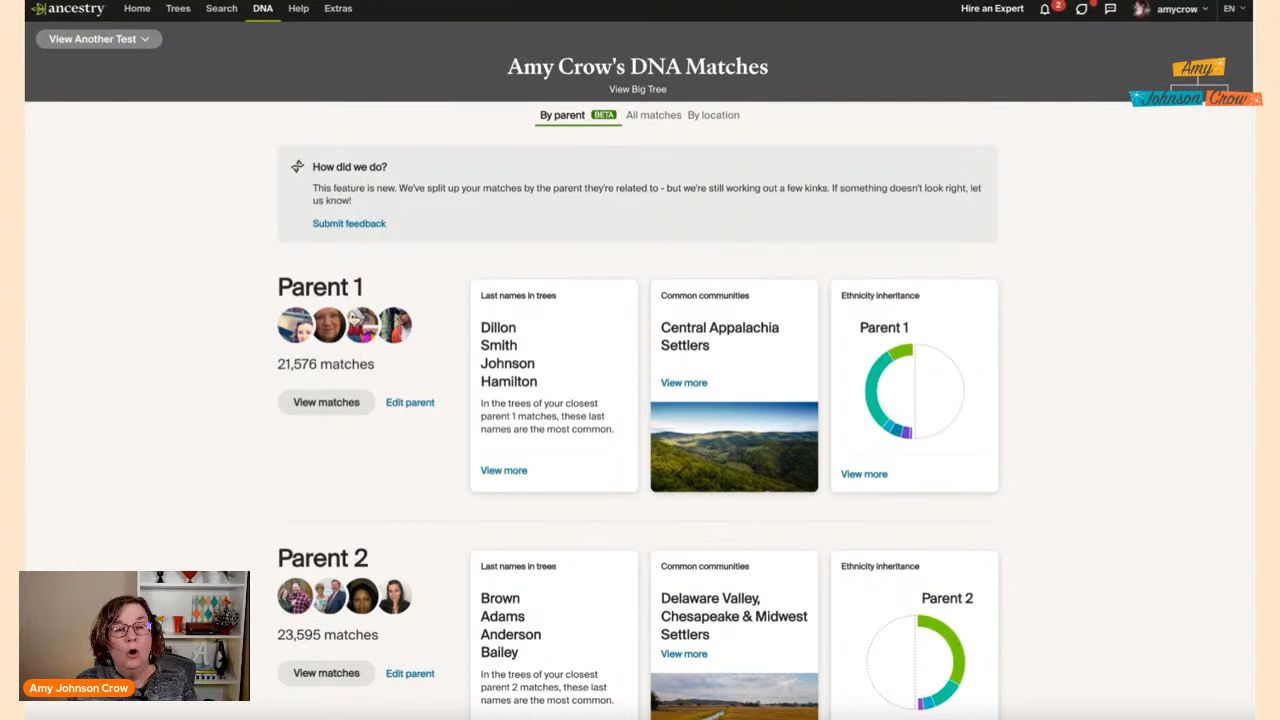 ancestry
Home Trees Search DNA Help Extras
Hire an Expert 2 amycrow EN
View Another Test
Amy Crow's DNA Matches
View Big Tree
Amy
Johnson Crow
By parent BETA All matches By location
How did we do?
This feature is new. We've split up your matches by the parent they're related to - but we're still working out a few kinks. If something doesn't look right, let
us know!
Submit feedback
Parent 1
21,576 matches
View matches Edit parent
Last names in trees
Dillon
Smith
Johnson
Hamilton
In the trees of your closest
parent 1 matches, these last
names are the most common.
View more
Common communities
Central Appalachia
Settlers
View more
Ethnicity inheritance
Parent 1
View more
Parent 2
23,595 matches
View matches Edit parent
Last names in trees
Brown
Adams
Anderson
Bailey
In the trees of your closest
parent 2 matches, these last
names are the most common.
Common communities
Delaware Valley,
Chesapeake & Midwest
Settlers
View more
Ethnicity inheritance
Parent 2
Amy Johnson Crow